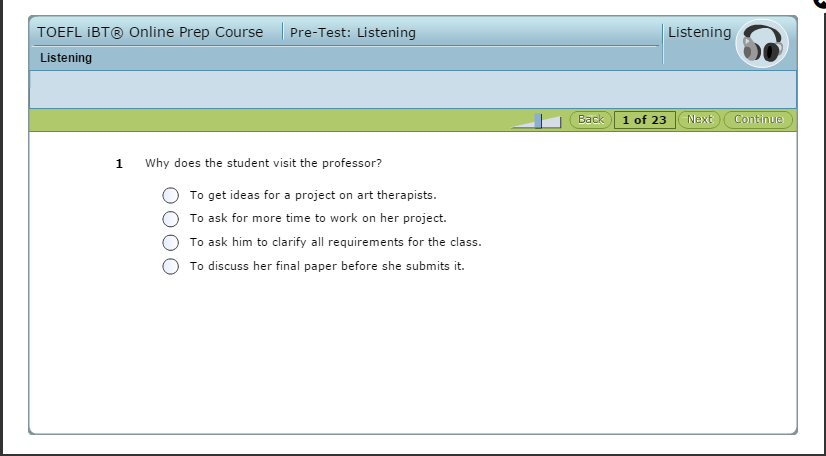 TOEFL iBT® Online Prep Course Pre-Test: Listening Listening
Listening
Back 1 of 23 Next Continue
1 Why does the student visit the professor?
To get ideas for a project on art therapists.
To ask for more time to work on her project.
To ask him to clarify all requirements for the class.
To discuss her final paper before she submits it.